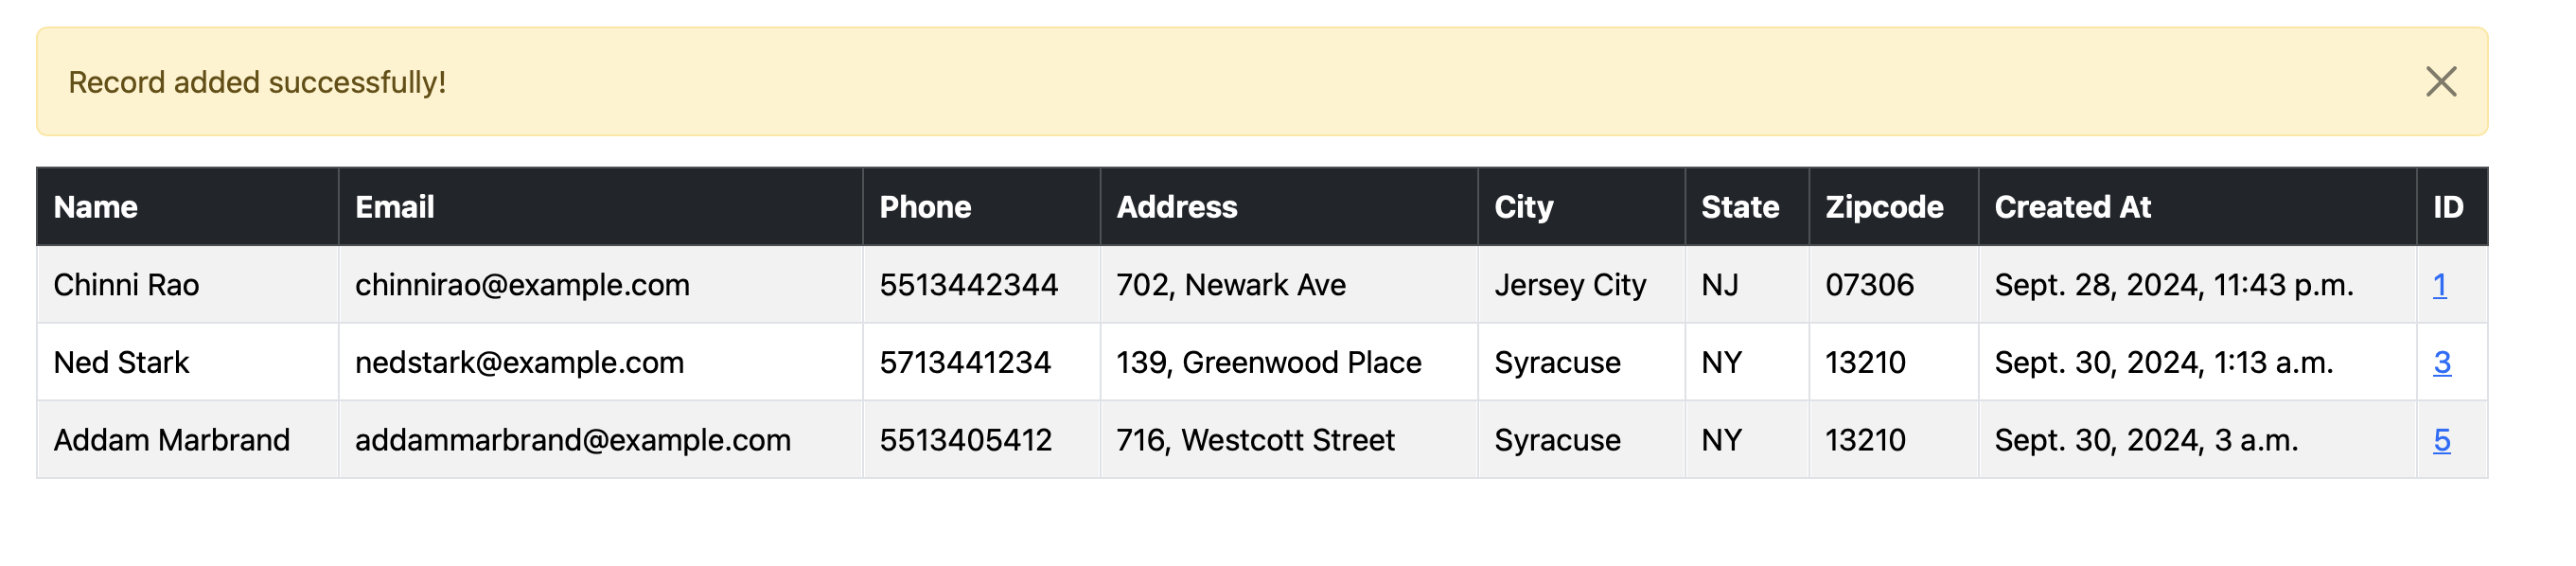 Record added successfully!
Name Email Phone Address City State Zipcode Created At ID
Chinni Rao chinnirao@example.com 5513442344 702, Newark Ave Jersey City NJ 07306 Sept. 28, 2024, 11:43 p.m. 1
Ned Stark nedstark@example.com 5713441234 139, Greenwood Place Syracuse NY 13210 Sept. 30, 2024, 1:13 a.m. 3
Addam Marbrand addammarbrand@example.com 5513405412 716, Westcott Street Syracuse NY 13210 Sept. 30, 2024, 3 a.m. 5